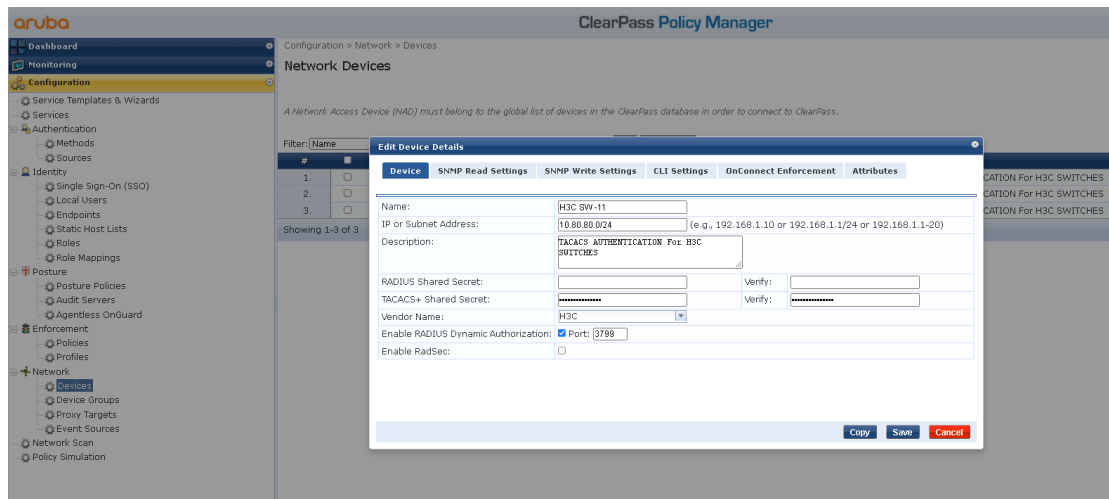 aruba
ClearPass Policy Manager
Dashboard
Monitoring
Configuration
Service Templates & Wizards
Services
Authentication
Methods
Sources
Identity
Single Sign-On (SSO)
Local Users
Endpoints
Static Host Lists
Roles
Role Mappings
Posture
Posture Policies
Audit Servers
Agentless OnGuard
Enforcement
Policies
Profiles
Network
Devices
Device Groups
Proxy Targets
Event Sources
Network Scan
Policy Simulation
Configuration » Network » Devices
Network Devices
A Network Access Device (NAD) must belong to the global list of devices in the ClearPass database in order to connect to ClearPass.
Filter: Name
#
1.
2.
3.
CATION For H3C SWITCHES
CATION For H3C SWITCHES
CATION For H3C SWITCHES
Showing 1-3 of 3
Edit Device Details
Device SNMP Read Settings SNMP Write Settings CLI Settings OnConnect Enforcement Attributes
Name: H3C SW-11
IP or Subnet Address: 10.80.80.0/24 (e.g., 192.168.1.10 or 192.168.1.1/24 or 192.168.1.1-20)
Description: TACACS AUTHENTICATION For H3C
SWITCHES
RADIUS Shared Secret: Verify:
TACACS+ Shared Secret: Verify:
Vendor Name: H3C
Enable RADIUS Dynamic Authorization: Port: 3799
Enable RadSec:
Copy Save Cancel